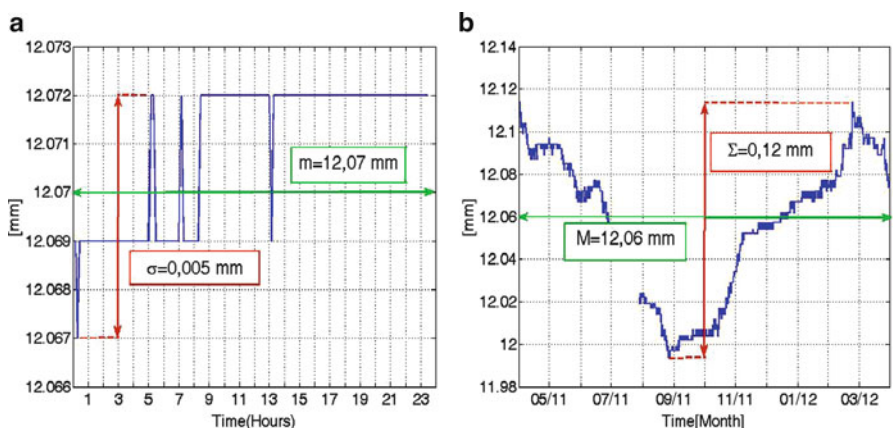 a
12.073
12.072
12.071
12.07
12.069
12.068
12.067
12.066
[mm]
m=12,07 mm
σ=0,005 mm
1 3 5 7 9 11 13 15 17 19 21 23
Time(Hours)
b
12.14
12.12
12.1
12.08
12.06
12.04
12.02
12
11.98
[mm]
Σ=0,12 mm
M=12,06 mm
05/11 07/11 09/11 11/11 01/12 03/12
Time[Month]